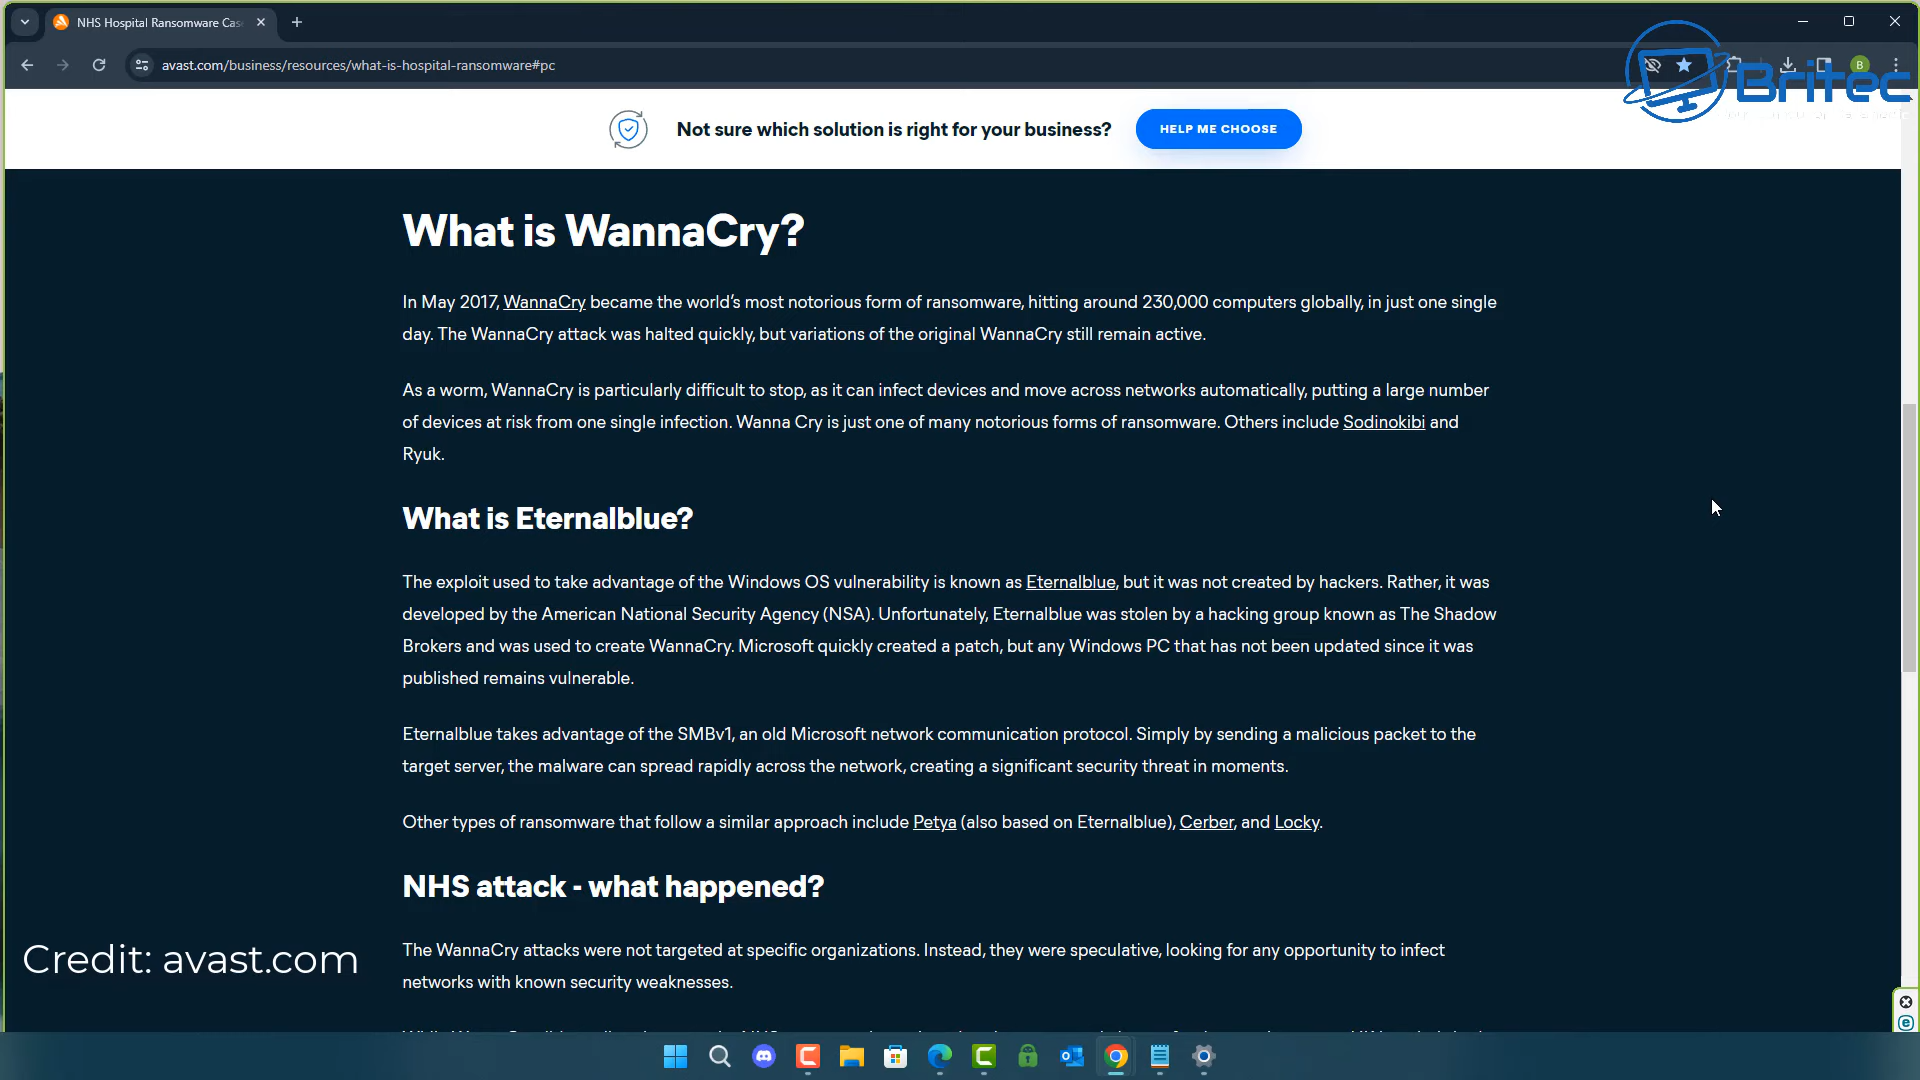 NHS Hospital Ransomware Cas
avast.com/business/resources/what-is-hospital-ransomware#pc
B
Britec
Not sure which solution is right for your business?
HELP ME CHOOSE
What is WannaCry?
In May 2017, WannaCry became the world's most notorious form of ransomware, hitting around 230,000 computers globally, in just one single
day. The WannaCry attack was halted quickly, but variations of the original WannaCry still remain active.
As a worm, WannaCry is particularly difficult to stop, as it can infect devices and move across networks automatically, putting a large number
of devices at risk from one single infection. Wanna Cry is just one of many notorious forms of ransomware. Others include Sodinokibi and
Ryuk.
What is Eternalblue?
The exploit used to take advantage of the Windows OS vulnerability is known as Eternalblue, but it was not created by hackers. Rather, it was
developed by the American National Security Agency (NSA). Unfortunately, Eternalblue was stolen by a hacking group known as The Shadow
Brokers and was used to create WannaCry. Microsoft quickly created a patch, but any Windows PC that has not been updated since it was
published remains vulnerable.
Eternalblue takes advantage of the SMBv1, an old Microsoft network communication protocol. Simply by sending a malicious packet to the
target server, the malware can spread rapidly across the network, creating a significant security threat in moments.
Other types of ransomware that follow a similar approach include Petya (also based on Eternalblue), Cerber, and Locky.
NHS attack - what happened?
The WannaCry attacks were not targeted at specific organizations. Instead, they were speculative, looking for any opportunity to infect
networks with known security weaknesses.
Credit: avast.com